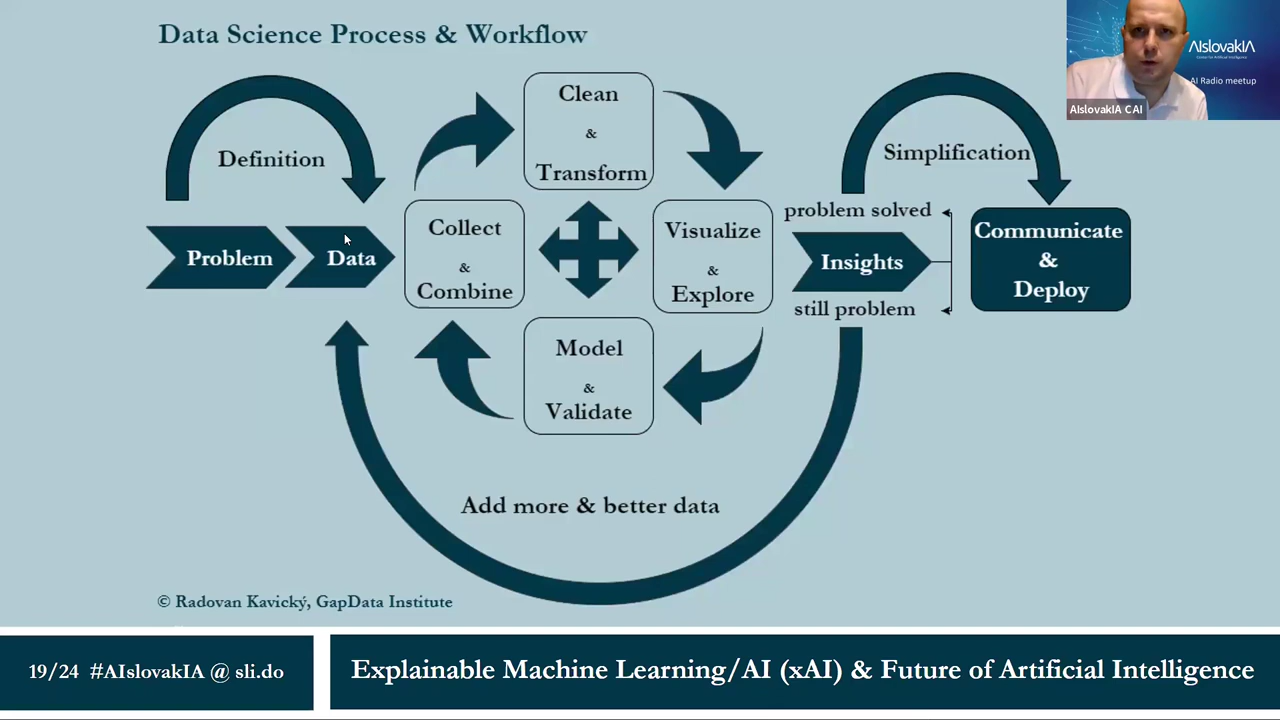 Data Science Process & Workflow
AIslovakIA
AI Radio meetup
AIslovakIA CAI
Definition
Problem
Data
Collect
&
Combine
Clean
&
Transform
Visualize
&
Explore
Model
&
Validate
problem solved
Insights
still problem
Simplification
Communicate
&
Deploy
Add more & better data
© Radovan Kavický, GapData Institute
19/24 #AIslovakIA @ sli.do
Explainable Machine Learning/AI (xAI) & Future of Artificial Intelligence